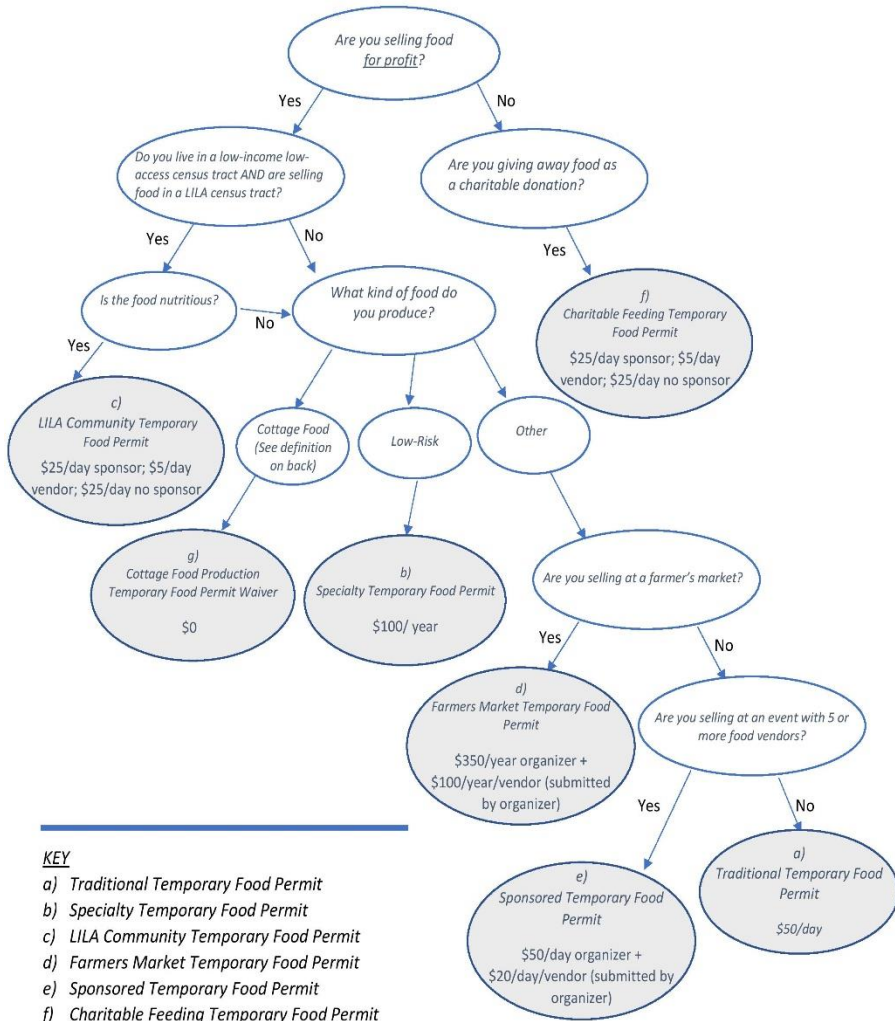 Are you selling food
for profit?
Yes
No
Do you live in a low-income low-
access census tract AND are selling
food in a LILA census tract?
Are you giving away food as
a charitable donation?
Yes
No
Yes
Is the food nutritious?
No
What kind of food do
you produce?
f)
Charitable Feeding Temporary
Food Permit
$25/day sponsor; $5/day
vendor; $25/day no sponsor
Yes
c)
LILA Community Temporary
Food Permit
$25/day sponsor; $5/day
vendor; $25/day no sponsor
Cottage Food
(See definition
on back)
Low-Risk
Other
g)
Cottage Food Production
Temporary Food Permit Waiver
$0
b)
Specialty Temporary Food Permit
$100/ year
Are you selling at a farmer's market?
Yes
No
d)
Farmers Market Temporary Food
Permit
$350/year organizer +
$100/year/vendor (submitted
by organizer)
Are you selling at an event with 5 or
more food vendors?
Yes
No
e)
Sponsored Temporary Food
Permit
$50/day organizer +
$20/day/vendor (submitted by
organizer)
a)
Traditional Temporary Food
Permit
$50/day
KEY
a) Traditional Temporary Food Permit
b) Specialty Temporary Food Permit
c) LILA Community Temporary Food Permit
d) Farmers Market Temporary Food Permit
e) Sponsored Temporary Food Permit
f) Charitable Feeding Temporary Food Permit